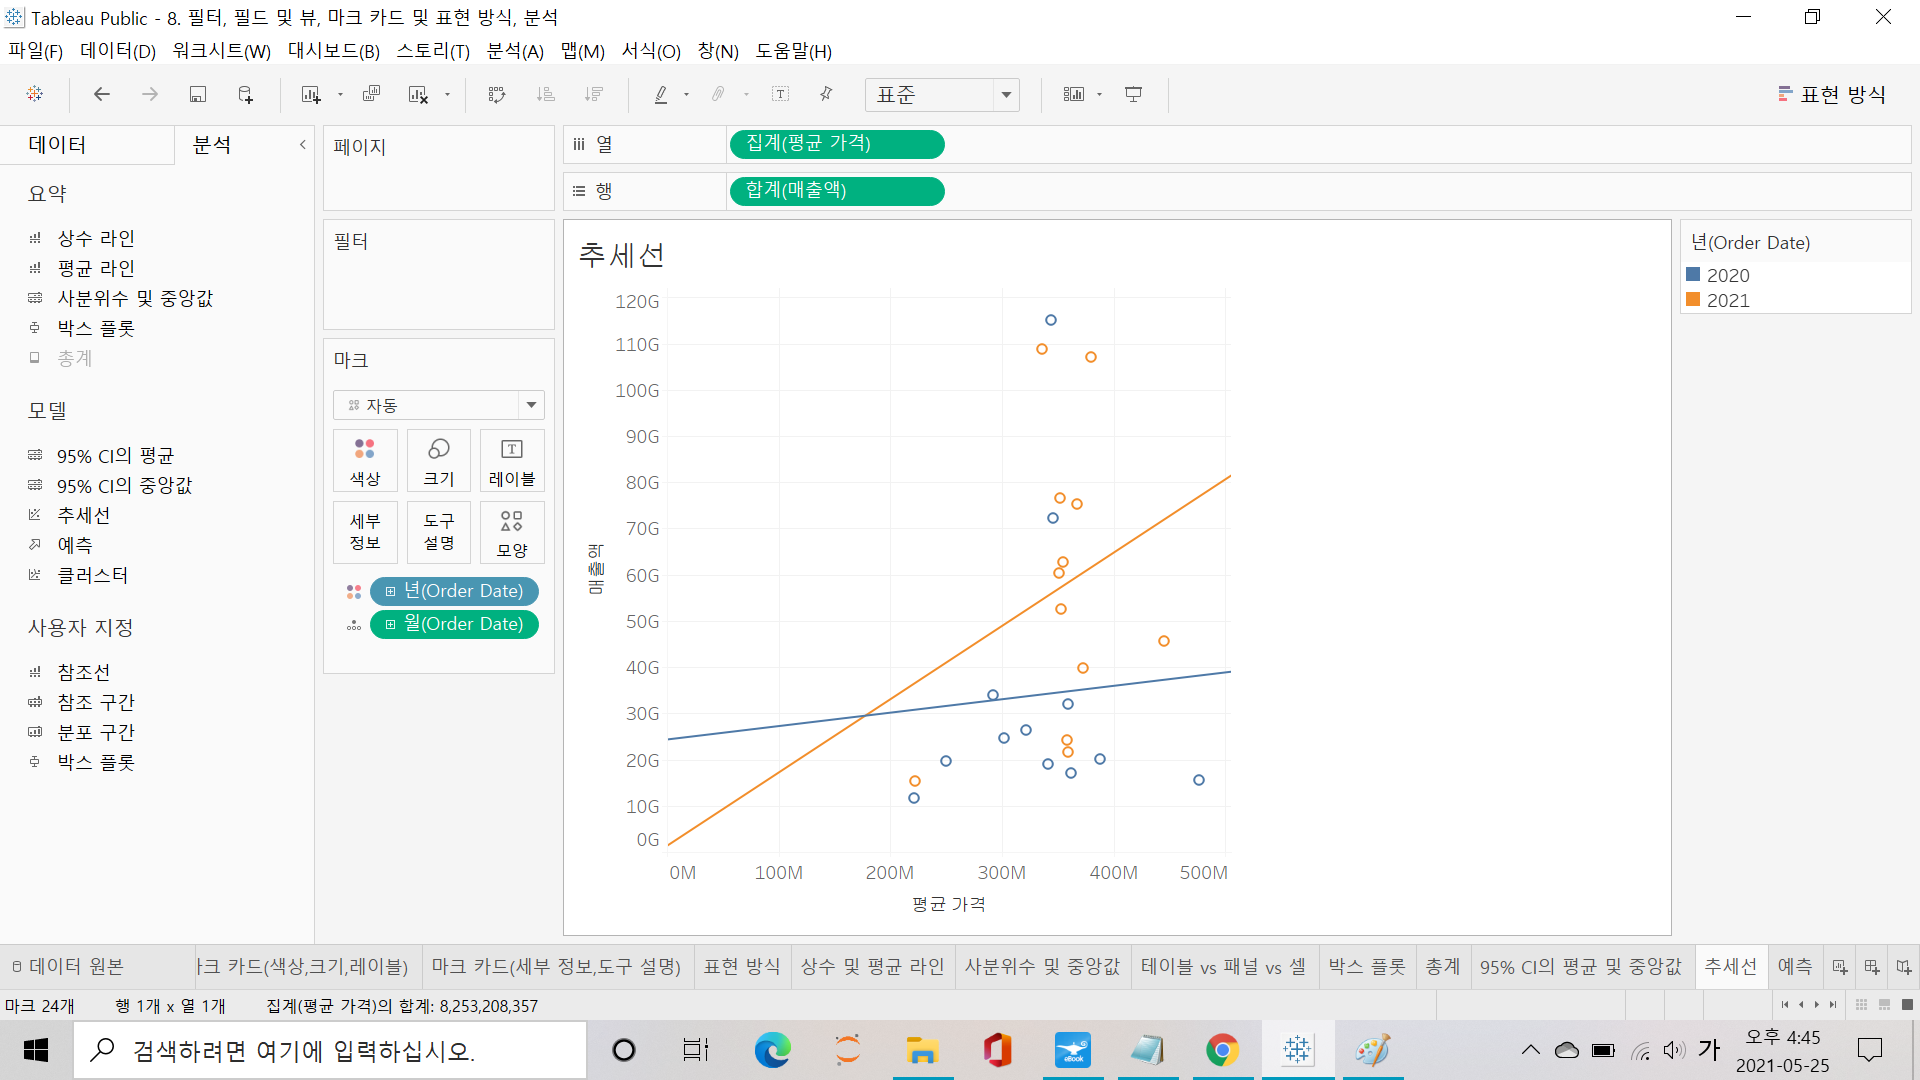 Tableau Public - 8. 필터, 필드 및 뷰, 마크 카드 및 표현 방식, 분석
파일(F) 데이터(D) 워크시트(W) 대시보드(B) 스토리(T) 분석(A) 맵(M) 서식(O) 창(N) 도움말(H)
표준
표현 방식
데이터
분석
요약
상수 라인
평균 라인
사분위수 및 중앙값
박스 플롯
총계
모델
95% CI의 평균
95% CI의 중앙값
추세선
예측
클러스터
사용자 지정
참조선
참조 구간
분포 구간
박스 플롯
페이지
필터
마크
자동
색상 크기 레이블
세부 정보
도구 설명
모양
년(Order Date)
월(Order Date)
열 집계(평균 가격)
행 합계(매출액)
추세선
120G
110G
100G
90G
80G
70G
60G
50G
40G
30G
20G
10G
0G
매출액
0M 100M 200M 300M 400M 500M
평균 가격
년(Order Date)
2020
2021
데이터 원본 크 카드(색상,크기,레이블) 마크 카드(세부 정보,도구 설명) 표현 방식 상수 및 평균 라인 사분위수 및 중앙값 테이블 vs 패널 vs 셀 박스 플롯 총계 95% CI의 평균 및 중앙값 추세선 예측
마크 24개 행 1개 x 열 1개 집계(평균 가격)의 합계: 8,253,208,357
검색하려면 여기에 입력하십시오.
eBook
가
오후 4:45
2021-05-25